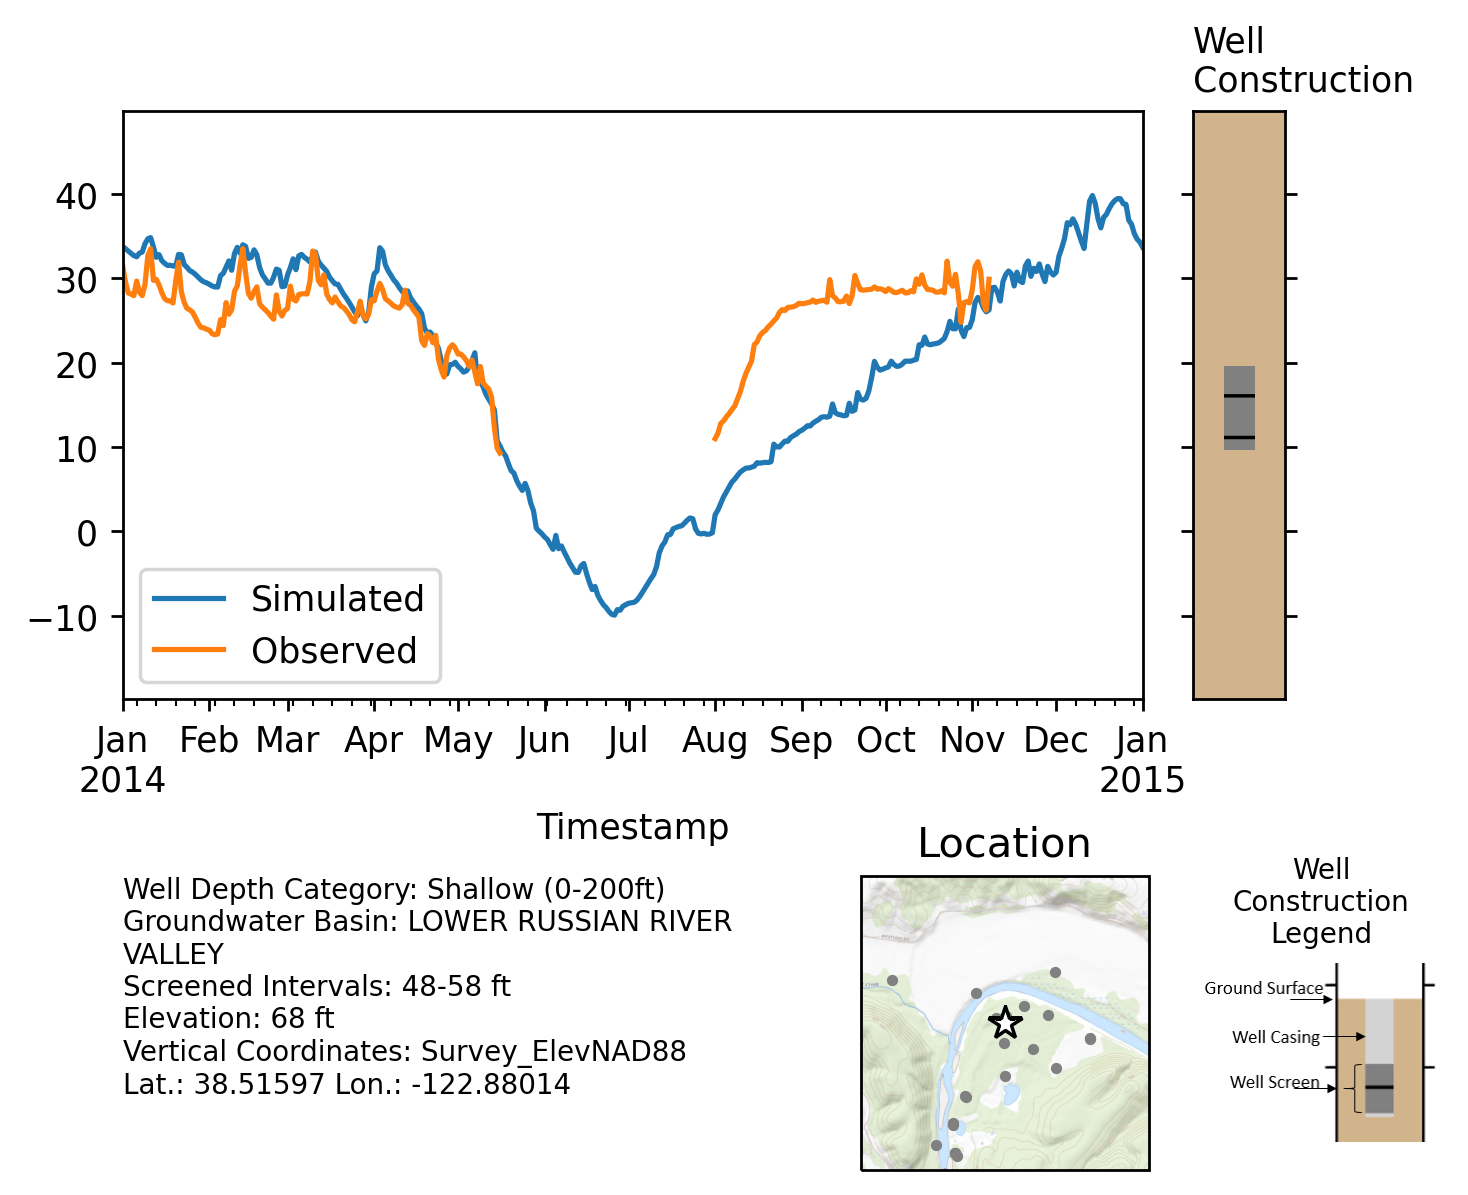 Well
Construction
40
30
20
10
0
−10
Simulated
Observed
Jan Feb Mar Apr May Jun Jul Aug Sep Oct Nov Dec Jan
2014 2015
Timestamp
Well Depth Category: Shallow (0-200ft)
Groundwater Basin: LOWER RUSSIAN RIVER
VALLEY
Screened Intervals: 48-58 ft
Elevation: 68 ft
Vertical Coordinates: Survey_ElevNAD88
Lat.: 38.51597 Lon.: -122.88014
Location
Well
Construction
Legend
Ground Surface
Well Casing
Well Screen